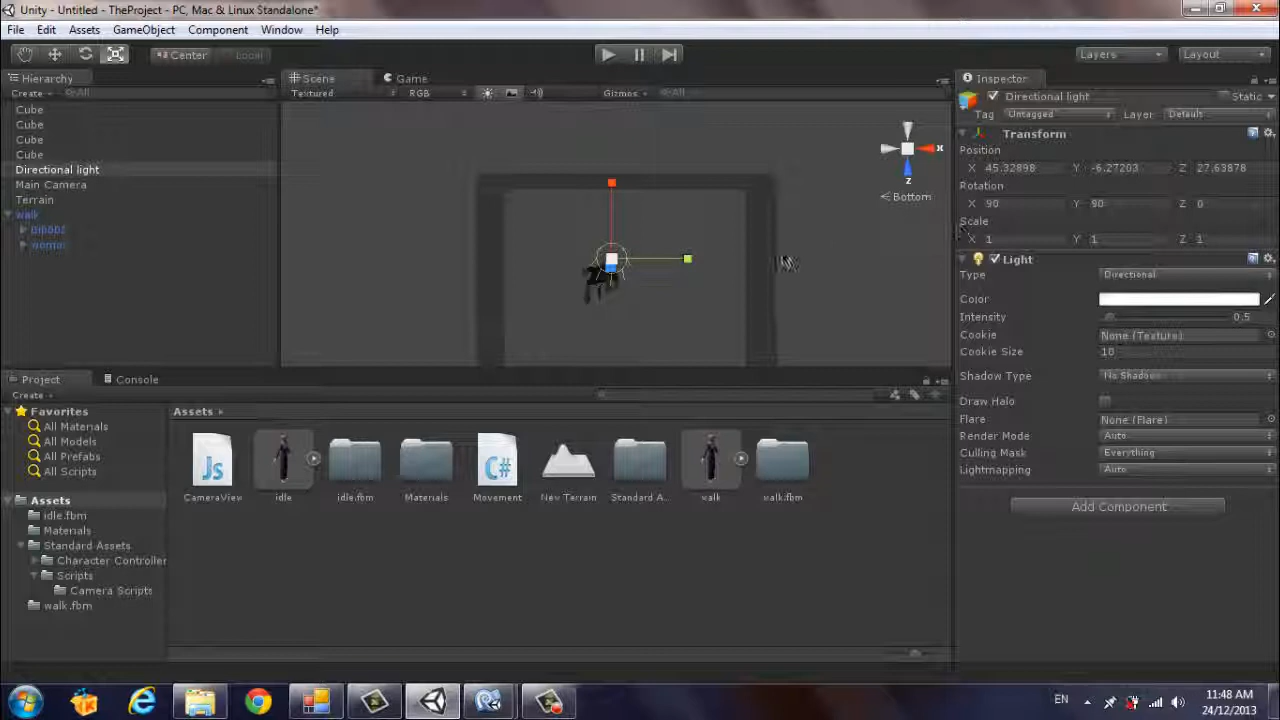 Unity - Untitled - TheProject - PC, Mac & Linux Standalone*
File Edit Assets GameObject Component Window Help
Center Local
Layers Layout
Hierarchy
Create All
Cube
Cube
Cube
Cube
Directional light
Main Camera
Terrain
walk
Scene Game
Textured RGB Gizmos All
X
Z
Bottom
Inspector
Directional light Static
Tag Untagged Layer Default
Transform
Position
X 45.32898 Y -6.27203 Z 27.63878
Rotation
X 90 Y 90 Z 0
Scale
X 1 Y 1 Z 1
Light
Type Directional
Color
Intensity 0.5
Cookie None (Texture)
Cookie Size 10
Shadow Type No Shadows
Draw Halo
Flare None (Flare)
Render Mode Auto
Culling Mask Everything
Lightmapping Auto
Add Component
Project Console
Create
Favorites
All Materials
All Models
All Prefabs
All Scripts
Assets
idle.fbm
Materials
Standard Assets
Character Controller
Scripts
Camera Scripts
walk.fbm
Assets
Js C#
CameraView idle idle.fbm Materials Movement New Terrain Standard A... walk walk.fbm
EN
11:48 AM
24/12/2013